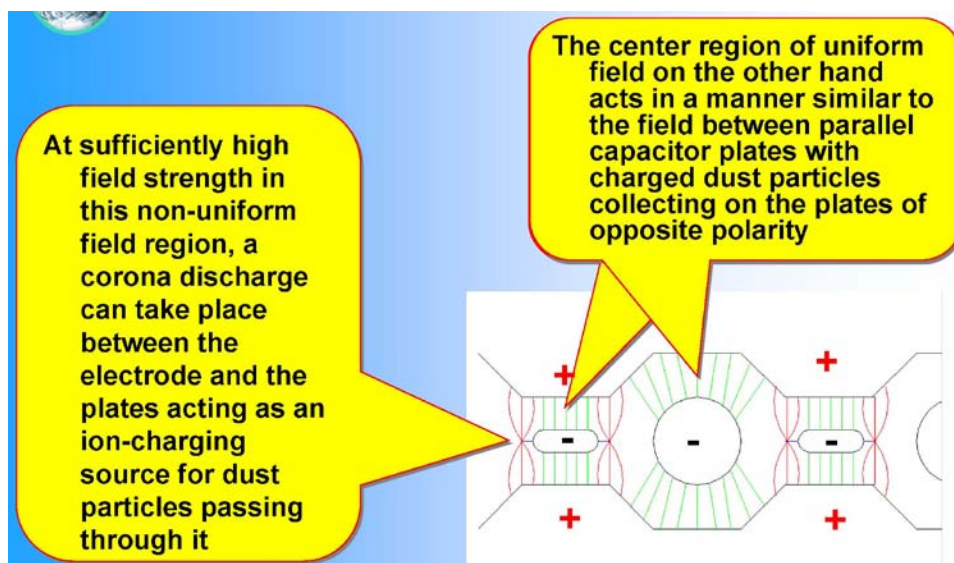 At sufficiently high
field strength in
this non-uniform
field region, a
corona discharge
can take place
between the
electrode and the
plates acting as an
ion-charging
source for dust
particles passing
through it
The center region of uniform
field on the other hand
acts in a manner similar to
the field between parallel
capacitor plates with
charged dust particles
collecting on the plates of
opposite polarity
+ +
- - -
+ +